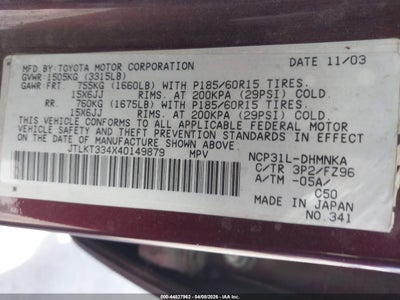 MFD.BY:TOYOTA MOTOR CORPORATION DATE 11/03
GVWR:1505KG (3315LB)
GAWR:FRT. 755KG (1660LB) WITH P185/60R15 TIRES.
15X6JJ RIMS. AT 200KPA (29PSI) COLD.
RR. 760KG (1675LB) WITH P185/60R15 TIRES.
15X6JJ RIMS. AT 200KPA (29PSI) COLD.
THIS VEHICLE CONFORMS TO ALL APPLICABLE FEDERAL MOTOR
VEHICLE SAFETY, BUMPER, AND THEFT PREVENTION STANDARDS IN
EFFECT ON THE DATE OF MANUFACTURE SHOWN ABOVE.
JTLKT334X40149879 MPV
NCP31L-DHMNKA
C/TR 3P2/FZ96
A/TM -05A/
C50
MADE IN JAPAN
NO.341
000-44827962 - 04/08/2026 - IAA, Inc.